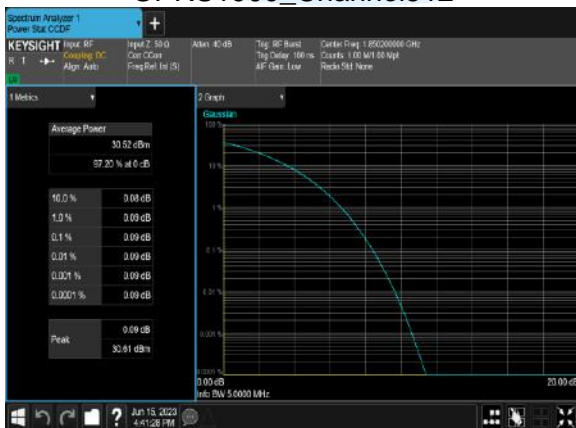 Spectrum Analyzer 1
Power Stat CCDF
+
KEYSIGHT
R T
Input: RF
Coupling: DC
Align: Auto
Input Z: 50 Ω
Corr CCorr
Freq Ref: Int (S)
Atten: 40 dB
Trig: RF Burst
Trig Delay: 100 ns
#IF Gain: Low
Center Freq: 1.850200000 GHz
Counts: 1.00 M/1.00 Mpt
Radio Std: None
1 Metrics
Average Power
30.52 dBm
97.20 % at 0 dB
10.0 % 0.08 dB
1.0 % 0.09 dB
0.1 % 0.09 dB
0.01 % 0.09 dB
0.001 % 0.09 dB
0.0001 % 0.09 dB
Peak
0.09 dB
30.61 dBm
2 Graph
Gaussian
100 %
10 %
1 %
0.1 %
0.01 %
0.001 %
0.0001 %
0.00 dB
20.00 dB
Info BW 5.0000 MHz
?
Jun 15, 2023
4:41:28 PM